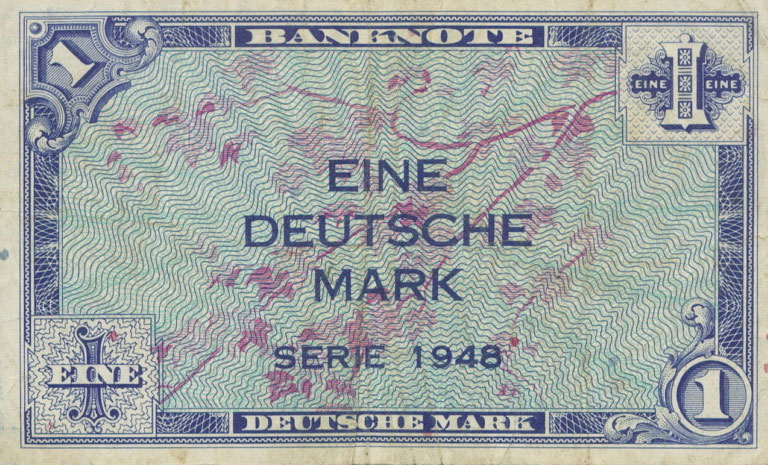 1
BANKNOTE
EINE 1 EINE
EINE
DEUTSCHE
MARK
SERIE 1948
EINE
1
DEUTSCHE MARK
1